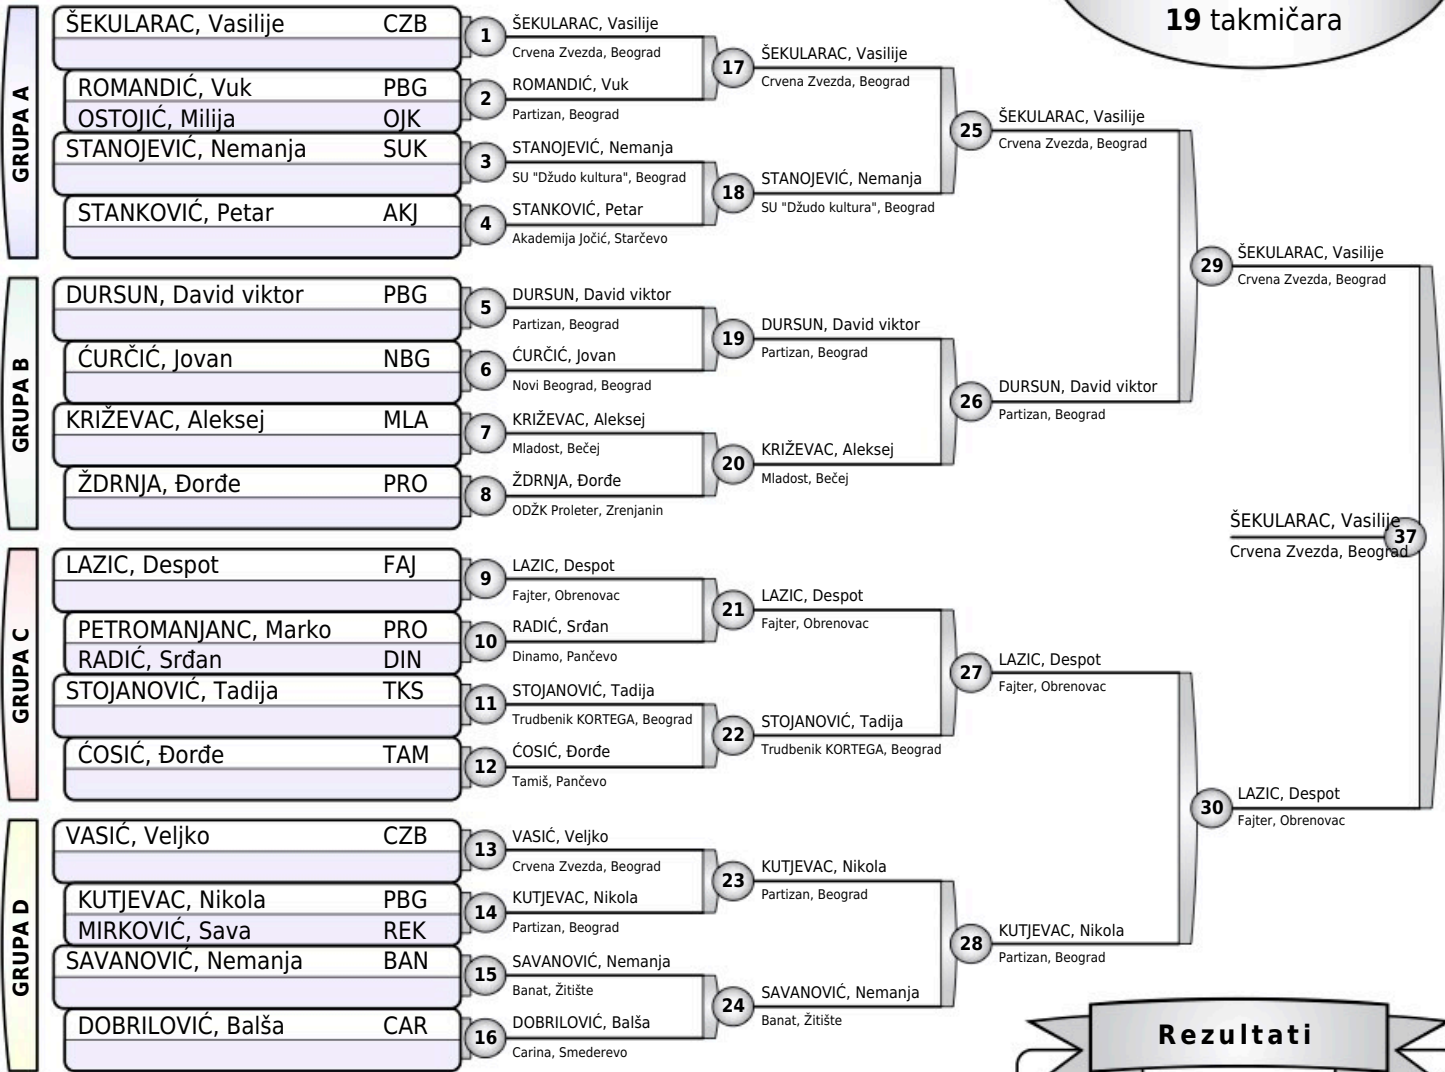 19 takmičara
GRUPA A
ŠEKULARAC, Vasilije CZB
ROMANDIĆ, Vuk PBG
OSTOJIĆ, Milija OJK
STANOJEVIĆ, Nemanja SUK
STANKOVIĆ, Petar AKJ
GRUPA B
DURSUN, David viktor PBG
ĆURČIĆ, Jovan NBG
KRIŽEVAC, Aleksej MLA
ŽDRNJA, Đorđe PRO
GRUPA C
LAZIC, Despot FAJ
PETROMANJANC, Marko PRO
RADIĆ, Srđan DIN
STOJANOVIĆ, Tadija TKS
ĆOSIĆ, Đorđe TAM
GRUPA D
VASIĆ, Veljko CZB
KUTJEVAC, Nikola PBG
MIRKOVIĆ, Sava REK
SAVANOVIĆ, Nemanja BAN
DOBRILOVIĆ, Balša CAR
1 ŠEKULARAC, Vasilije
Crvena Zvezda, Beograd
2 ROMANDIĆ, Vuk
Partizan, Beograd
3 STANOJEVIĆ, Nemanja
SU "Džudo kultura", Beograd
4 STANKOVIĆ, Petar
Akademija Jočić, Starčevo
5 DURSUN, David viktor
Partizan, Beograd
6 ĆURČIĆ, Jovan
Novi Beograd, Beograd
7 KRIŽEVAC, Aleksej
Mladost, Bečej
8 ŽDRNJA, Đorđe
ODŽK Proleter, Zrenjanin
9 LAZIC, Despot
Fajter, Obrenovac
10 RADIĆ, Srđan
Dinamo, Pančevo
11 STOJANOVIĆ, Tadija
Trudbenik KORTEGA, Beograd
12 ĆOSIĆ, Đorđe
Tamiš, Pančevo
13 VASIĆ, Veljko
Crvena Zvezda, Beograd
14 KUTJEVAC, Nikola
Partizan, Beograd
15 SAVANOVIĆ, Nemanja
Banat, Žitište
16 DOBRILOVIĆ, Balša
Carina, Smederevo
17 ŠEKULARAC, Vasilije
Crvena Zvezda, Beograd
18 STANOJEVIĆ, Nemanja
SU "Džudo kultura", Beograd
19 DURSUN, David viktor
Partizan, Beograd
20 KRIŽEVAC, Aleksej
Mladost, Bečej
21 LAZIC, Despot
Fajter, Obrenovac
22 STOJANOVIĆ, Tadija
Trudbenik KORTEGA, Beograd
23 KUTJEVAC, Nikola
Partizan, Beograd
24 SAVANOVIĆ, Nemanja
Banat, Žitište
25 ŠEKULARAC, Vasilije
Crvena Zvezda, Beograd
26 DURSUN, David viktor
Partizan, Beograd
27 LAZIC, Despot
Fajter, Obrenovac
28 KUTJEVAC, Nikola
Partizan, Beograd
29 ŠEKULARAC, Vasilije
Crvena Zvezda, Beograd
30 LAZIC, Despot
Fajter, Obrenovac
ŠEKULARAC, Vasilije 37
Crvena Zvezda, Beograd
Rezultati